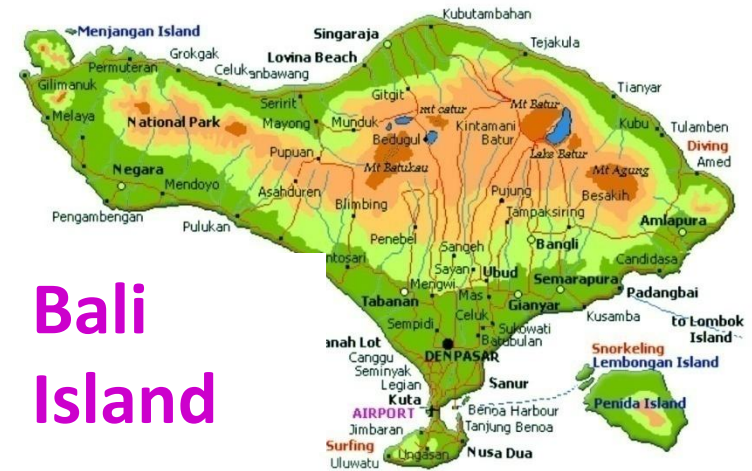 Kubutambahan
Menjangan Island
Singaraja
Tejakula
Grokgak
Lovina Beach
Permuteran
Celuk
anbawang
Gilimanuk
Tianyar
Gitgit
Seririt
mt catur
Mt Batur
Melaya
National Park
Mayong
Munduk
Kintamani
Kubu
Tulamben
Bedugul
Batur
Diving
Pupuan
Lake Batur
Amed
Negara
Mt Batukau
Mt Agung
Mendoyo
Asahduren
Pujung
Besakih
Pengambengan
Blimbing
Tampaksiring
Amlapura
Pulukan
Penebel
Sangeh
Bangli
ntosari
Sayan
Ubud
Candidasa
Mengwi
Semarapura
Tabanan
Mas
Gianyar
Padangbai
Bali
Island
Sempidi
Celuk
Sukowati
Kusamba
to Lombok
Island
anah Lot
Batubulan
Canggu
DENPASAR
Snorkeling
Seminyak
Lembongan Island
Legian
Sanur
Kuta
Penida Island
AIRPORT
Benoa Harbour
Jimbaran
Tanjung Benoa
Surfing
Ungasan
Nusa Dua
Uluwatu